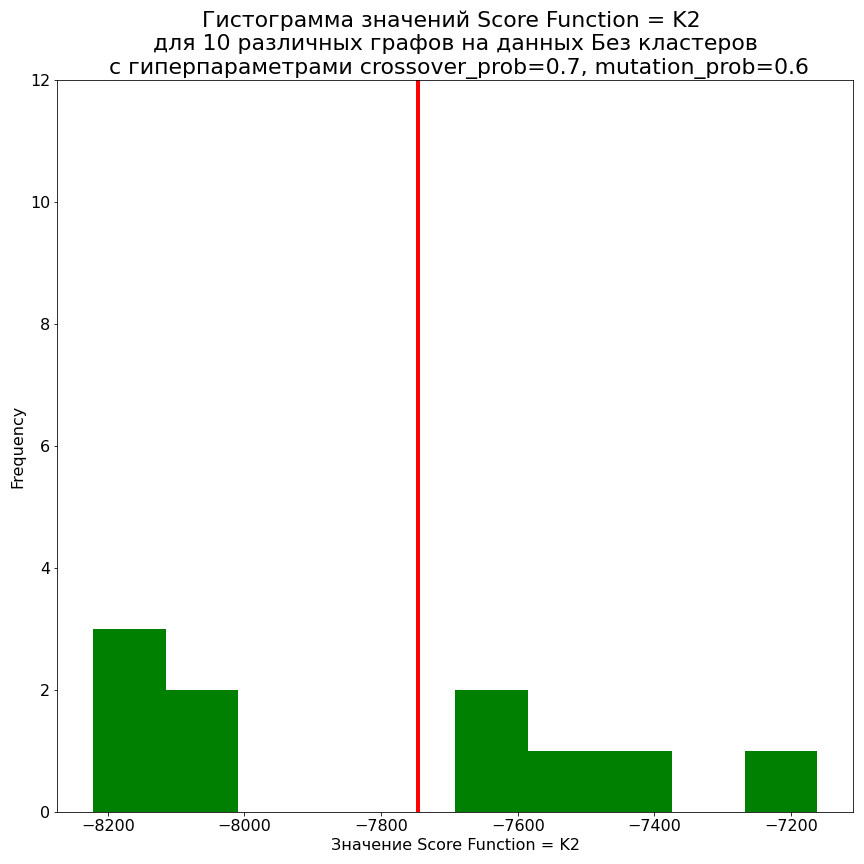 Гистограмма значений Score Function = K2
для 10 различных графов на данных Без кластеров
с гиперпараметрами crossover_prob=0.7, mutation_prob=0.6
12
10
8
6
4
2
0
Frequency
−8200 −8000 −7800 −7600 −7400 −7200
Значение Score Function = K2